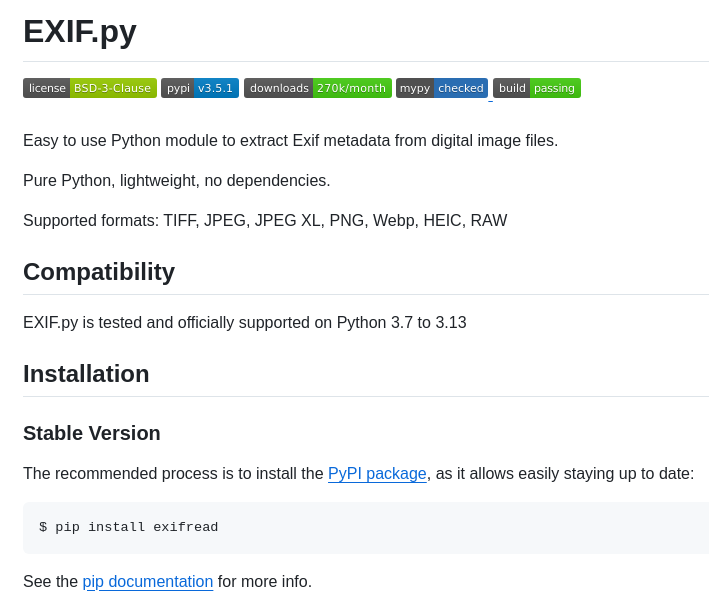 EXIF.py
license BSD-3-Clause pypi v3.5.1 downloads 270k/month mypy checked build passing
Easy to use Python module to extract Exif metadata from digital image files.
Pure Python, lightweight, no dependencies.
Supported formats: TIFF, JPEG, JPEG XL, PNG, Webp, HEIC, RAW
Compatibility
EXIF.py is tested and officially supported on Python 3.7 to 3.13
Installation
Stable Version
The recommended process is to install the PyPI package, as it allows easily staying up to date:
$ pip install exifread
See the pip documentation for more info.